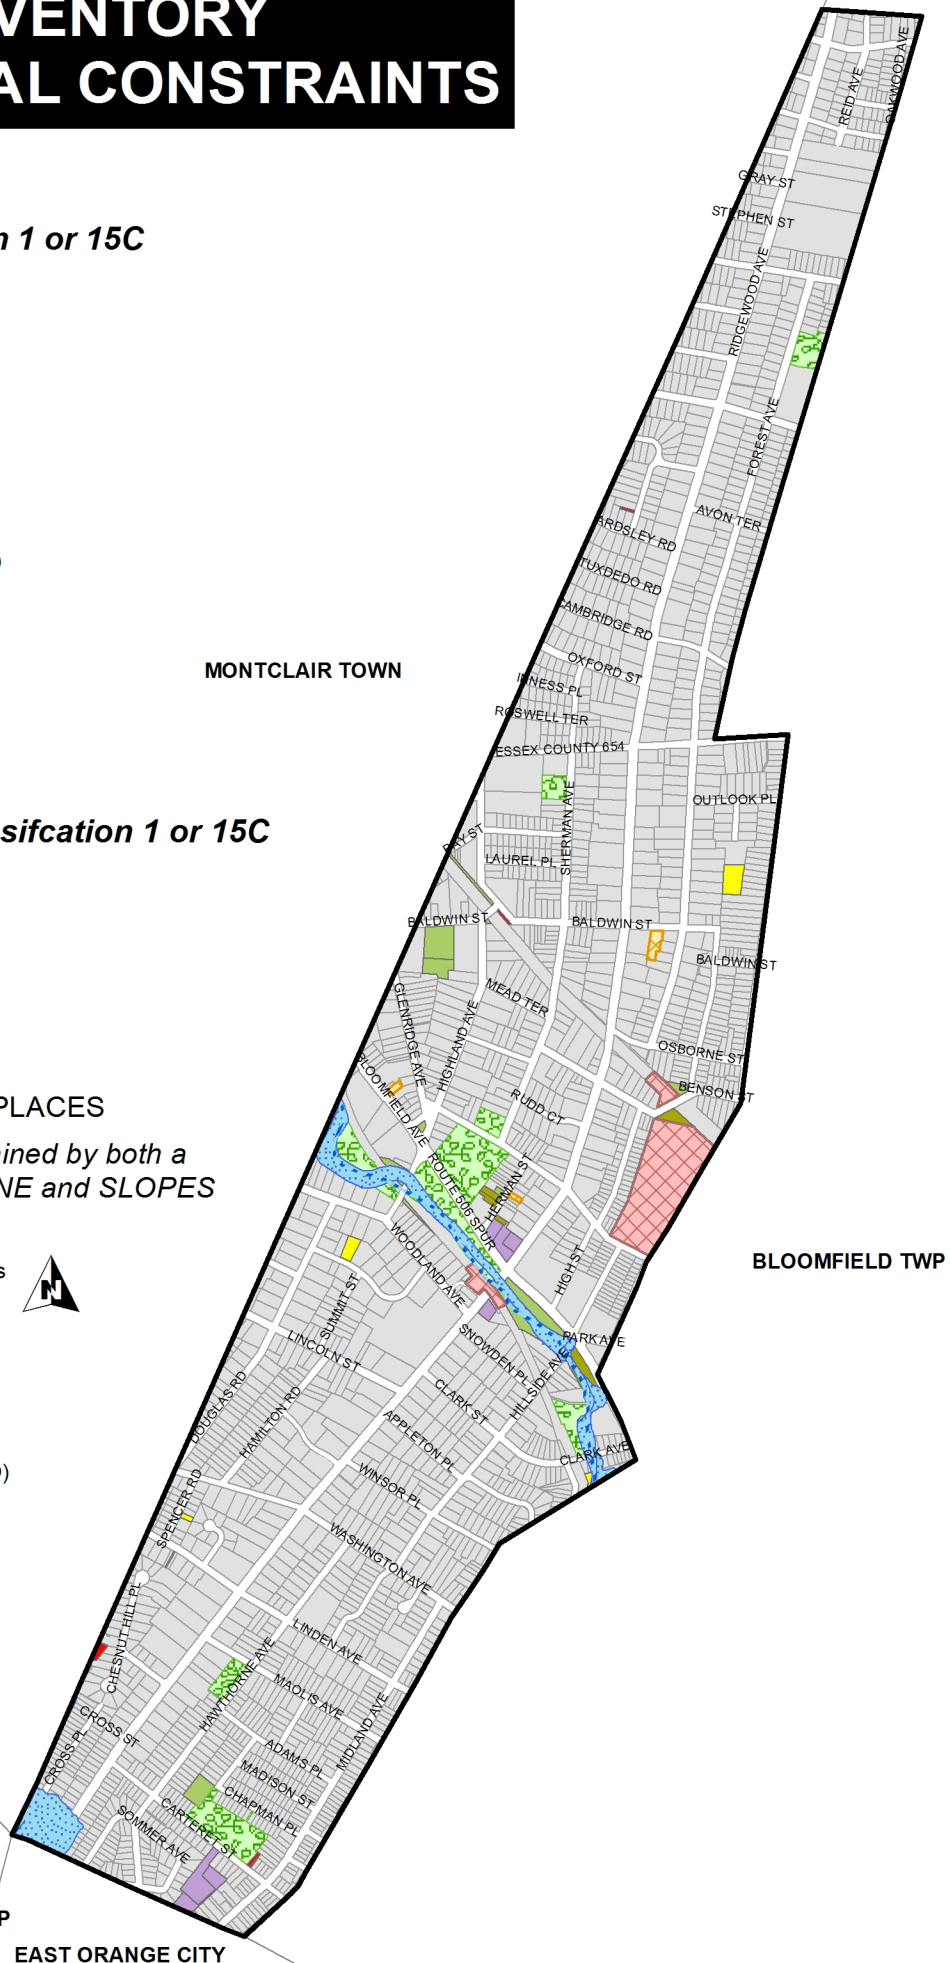 VENTORY
AL CONSTRAINTS
OAKWOOD AVE
REID AVE
GRAY ST
STEPHEN ST
n 1 or 15C
RIDGEWOOD AVE
FOREST AVE
AVON TER
ARDSLEY RD
)
TUXDEDO RD
CAMBRIDGE RD
MONTCLAIR TOWN
OXFORD ST
INNESS PL
ROSWELL TER
ESSEX COUNTY 654
OUTLOOK PL
SHERMAN AVE
sifcation 1 or 15C
BAY ST
LAUREL PL
BALDWIN ST
BALDWIN ST
BALDWIN ST
MEAD TER
GLENRIDGE AVE
HIGHLAND AVE
OSBORNE ST
BENSON ST
BLOOMFIELD AVE
RUDD CT
PLACES
ined by both a
NE and SLOPES
HERMAN ST
ROUTE 506 SPUR
WOODLAND AVE
HIGH ST
BLOOMFIELD TWP
s
N
SUMMIT ST
PARK AVE
SNOWDEN PL
LINCOLN ST
HILLSIDE AVE
CLARK ST
DOUGLAS RD
HAMILTON RD
APPLETON PL
CLARK AVE
)
WINSOR PL
SPENCER RD
WASHINGTON AVE
CHESNUT HILL PL
LINDEN AVE
HAWTHORNE AVE
MAOLIS AVE
MIDLAND AVE
CROSS ST
CROSS PL
ADAMS PL
MADISON ST
CHAPMAN PL
CARTERET ST
SOMMER AVE
P
EAST ORANGE CITY